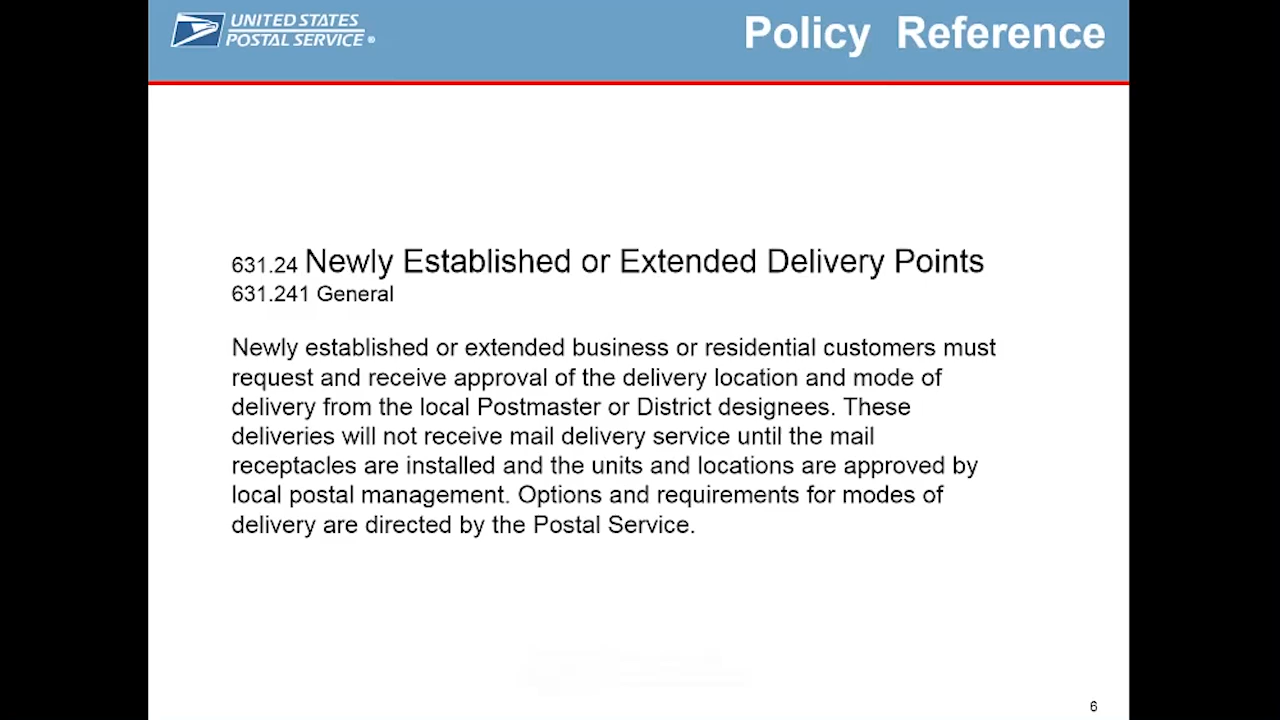 UNITED STATES
POSTAL SERVICE®
Policy Reference
631.24 Newly Established or Extended Delivery Points
631.241 General
Newly established or extended business or residential customers must
request and receive approval of the delivery location and mode of
delivery from the local Postmaster or District designees. These
deliveries will not receive mail delivery service until the mail
receptacles are installed and the units and locations are approved by
local postal management. Options and requirements for modes of
delivery are directed by the Postal Service.
6